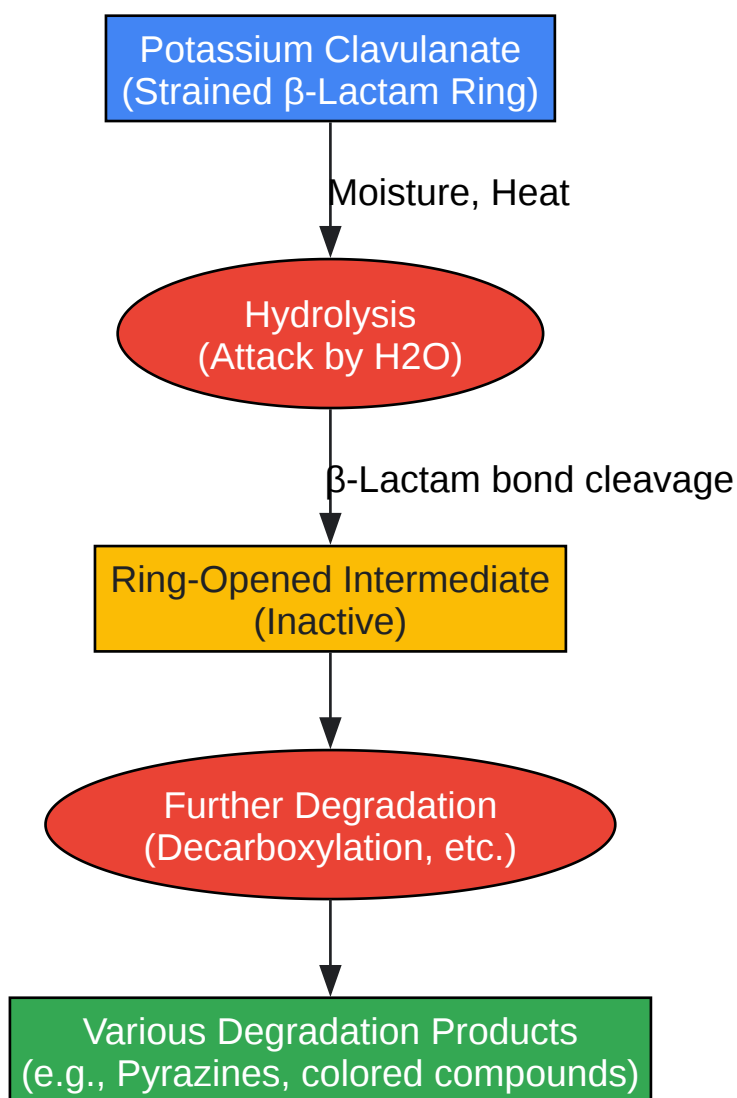 Potassium Clavulanate
(Strained β-Lactam Ring)
Moisture, Heat
Hydrolysis
(Attack by H2O)
β-Lactam bond cleavage
Ring-Opened Intermediate
(Inactive)
Further Degradation
(Decarboxylation, etc.)
Various Degradation Products
(e.g., Pyrazines, colored compounds)